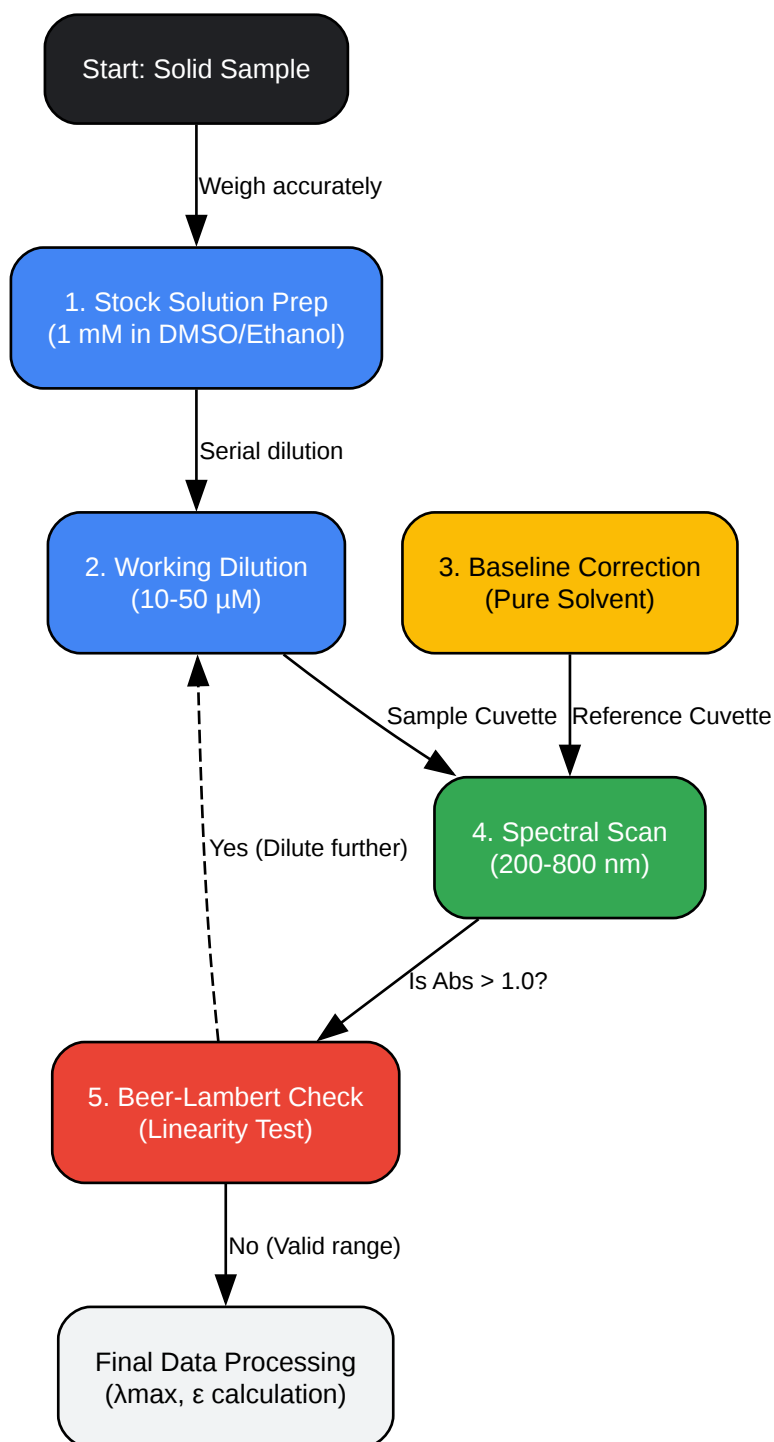 Start: Solid Sample
Weigh accurately
1. Stock Solution Prep
(1 mM in DMSO/Ethanol)
Serial dilution
2. Working Dilution
(10-50 µM)
3. Baseline Correction
(Pure Solvent)
Sample Cuvette
Reference Cuvette
4. Spectral Scan
(200-800 nm)
Yes (Dilute further)
Is Abs > 1.0?
5. Beer-Lambert Check
(Linearity Test)
No (Valid range)
Final Data Processing
(λmax, ε calculation)